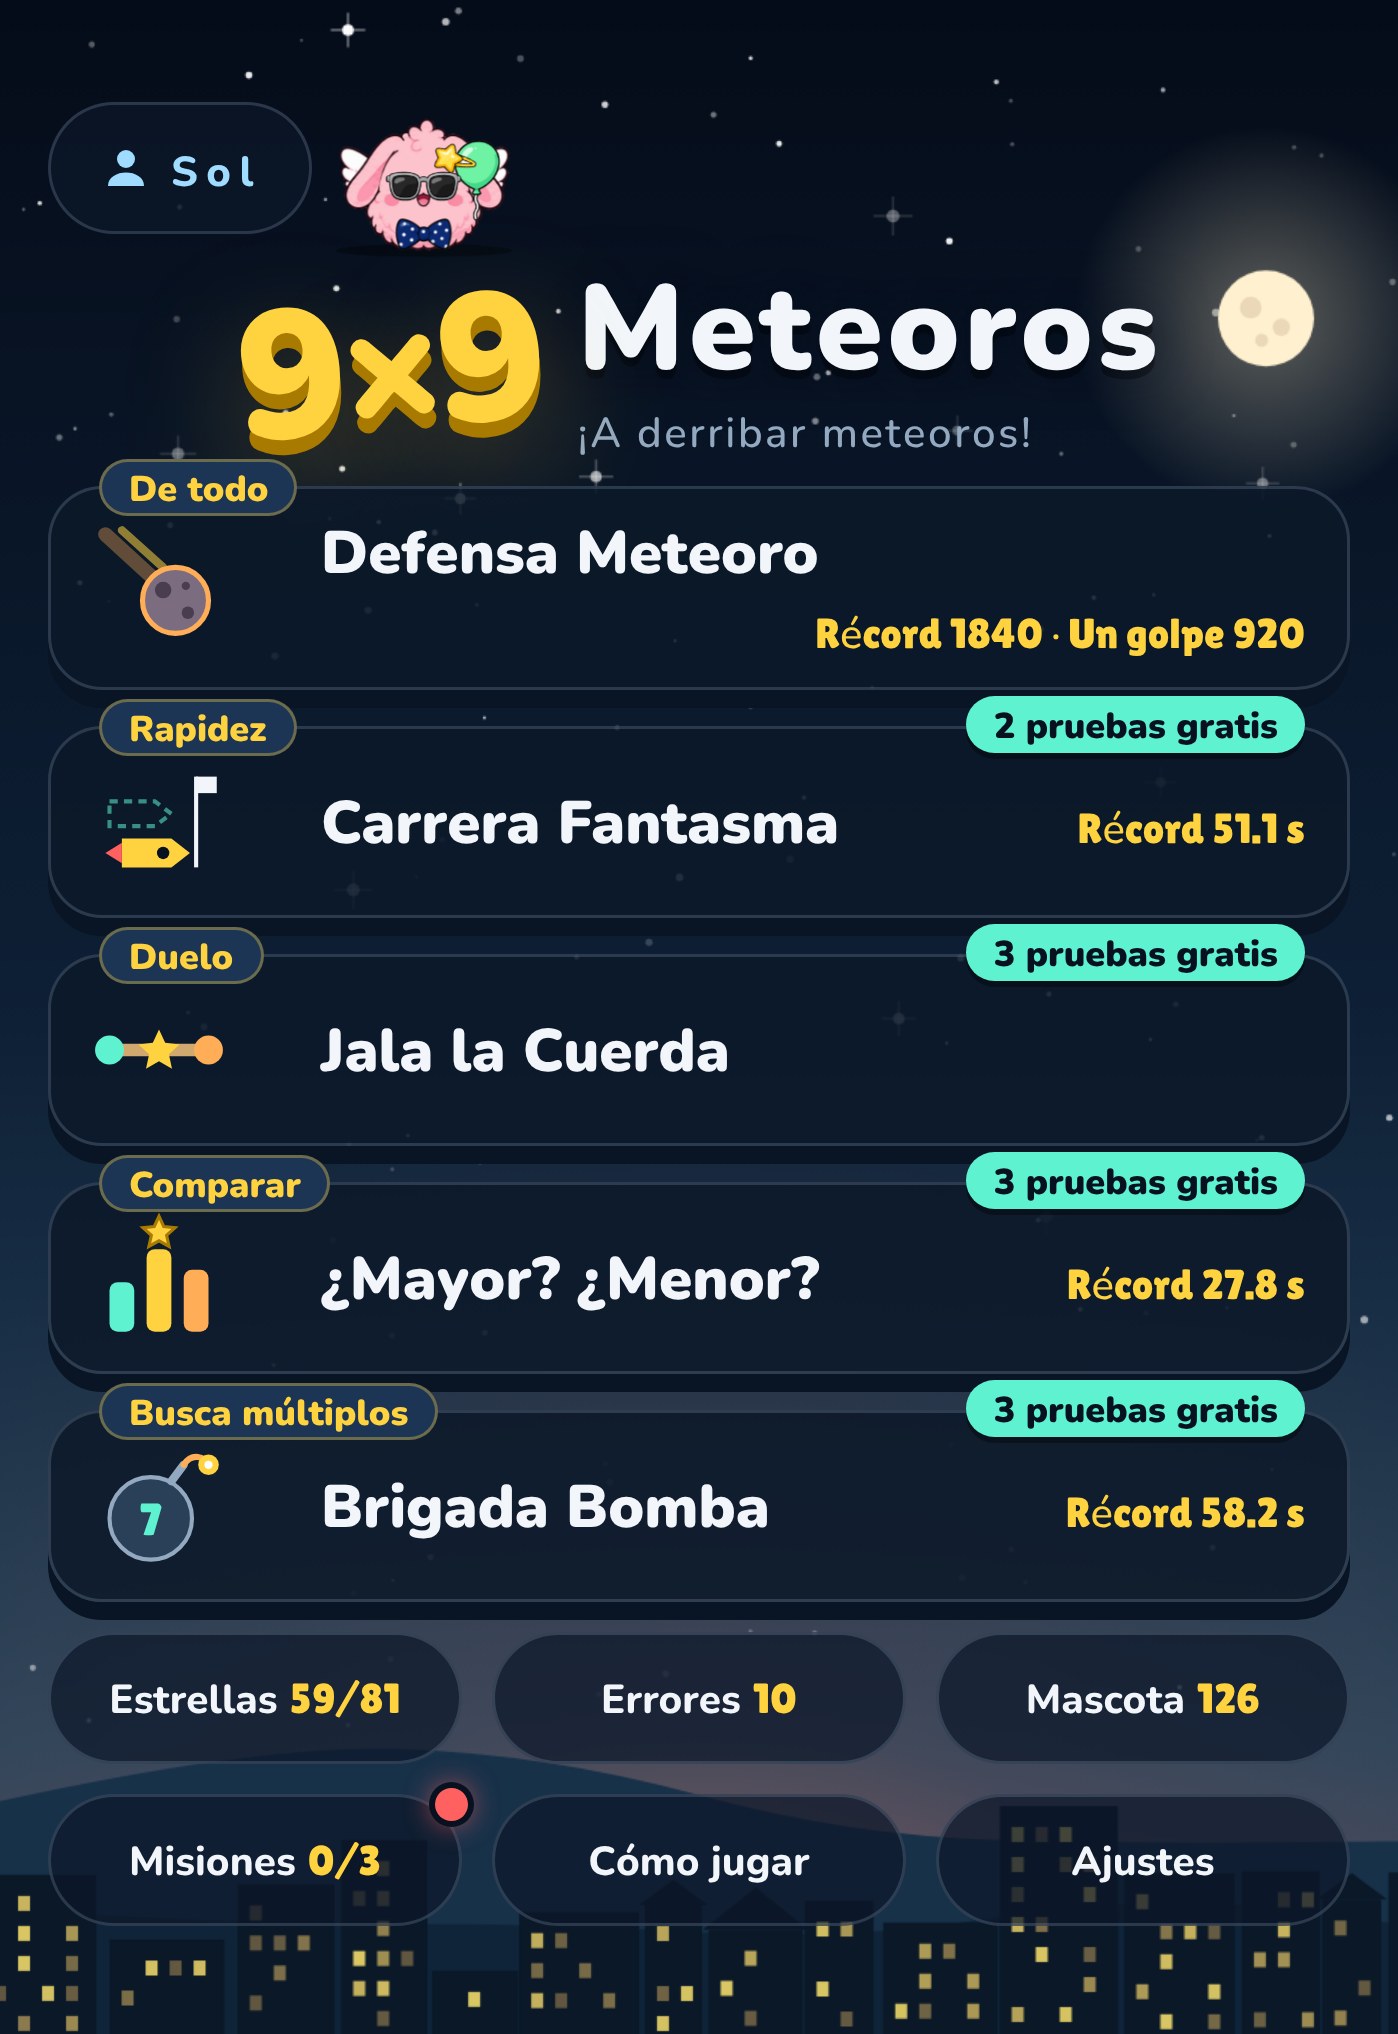 Sol
9×9 Meteoros
¡A derribar meteoros!
De todo
Defensa Meteoro
Récord 1840 · Un golpe 920
Rapidez
2 pruebas gratis
Carrera Fantasma
Récord 51.1 s
Duelo
3 pruebas gratis
Jala la Cuerda
Comparar
3 pruebas gratis
¿Mayor? ¿Menor?
Récord 27.8 s
Busca múltiplos
3 pruebas gratis
7
Brigada Bomba
Récord 58.2 s
Estrellas 59/81
Errores 10
Mascota 126
Misiones 0/3
Cómo jugar
Ajustes